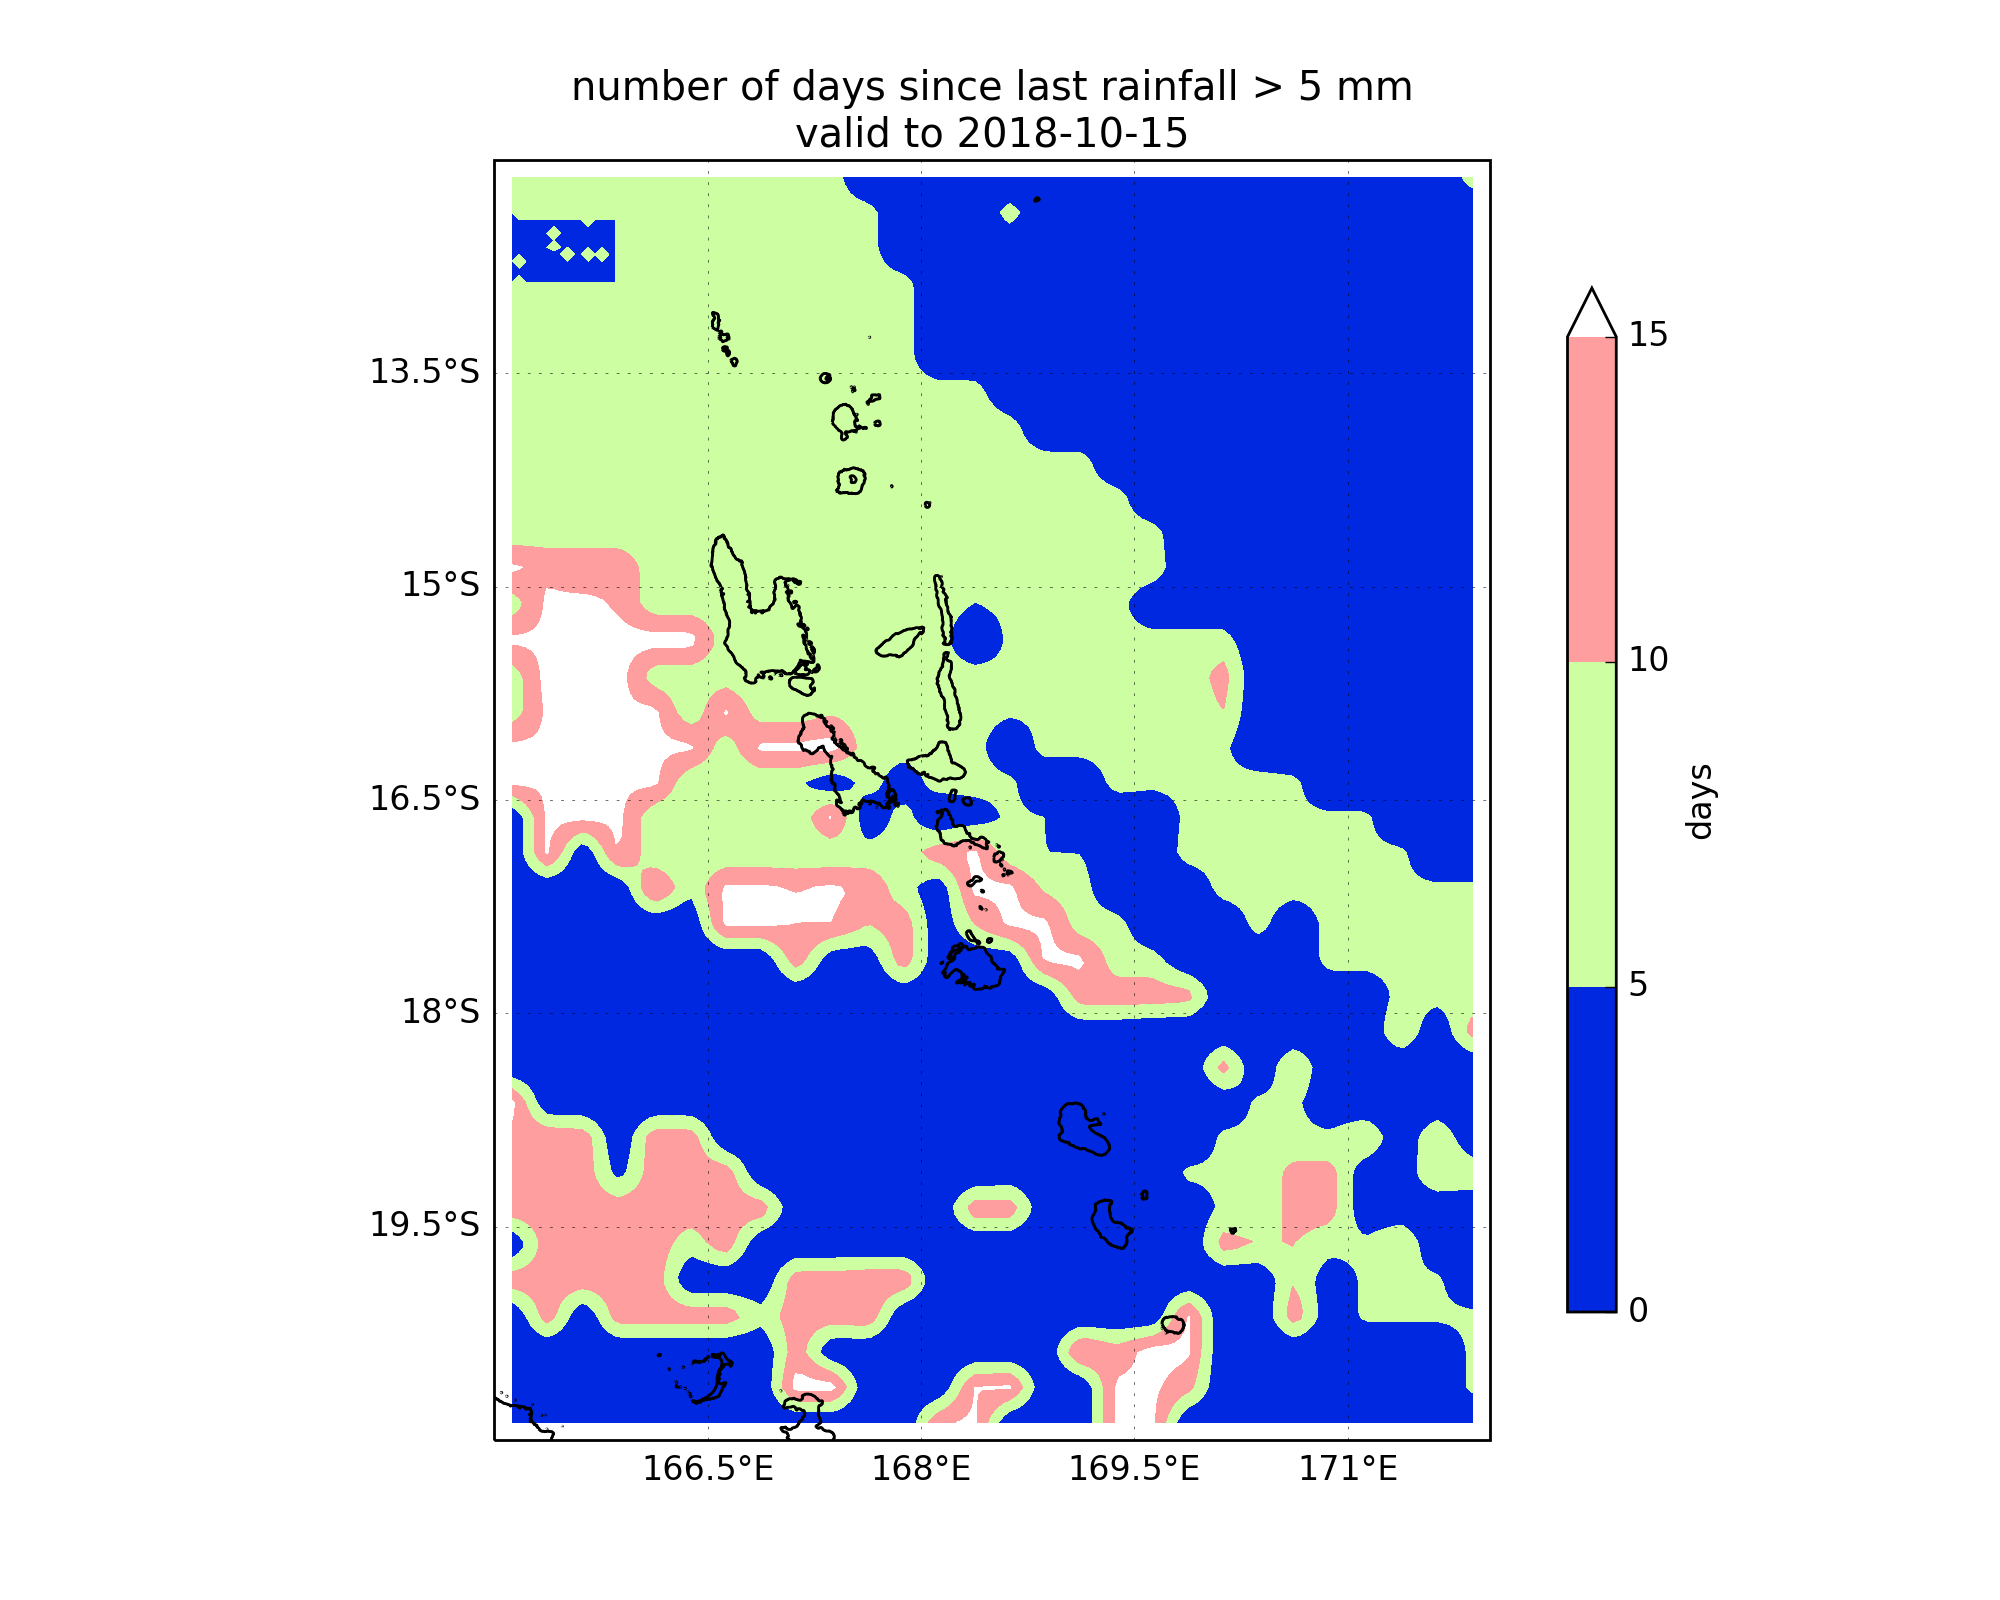 number of days since last rainfall > 5 mm
valid to 2018-10-15
13.5°S
15°S
16.5°S
18°S
19.5°S
166.5°E
168°E
169.5°E
171°E
15
10
5
0
days